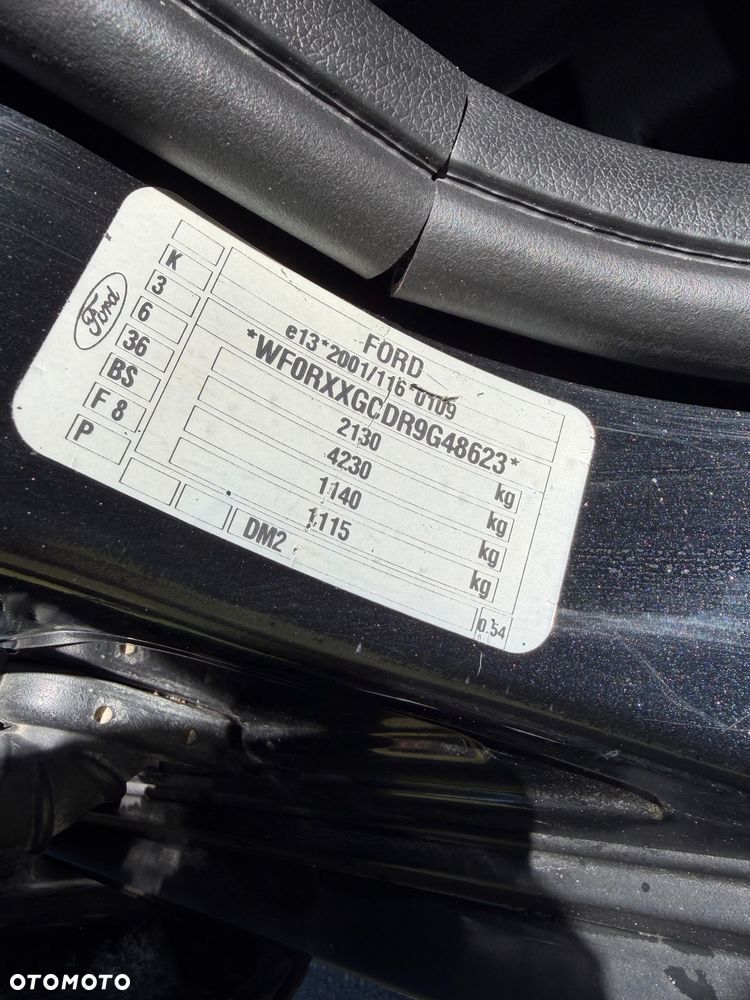 Ford
K
3
6
36
BS
F 8
P
FORD
e13*2001/116*0109
*WF0RXXGCDR9G48623*
2130 kg
4230 kg
1140 kg
1115 kg
DM2
0.54
OTOMOTO